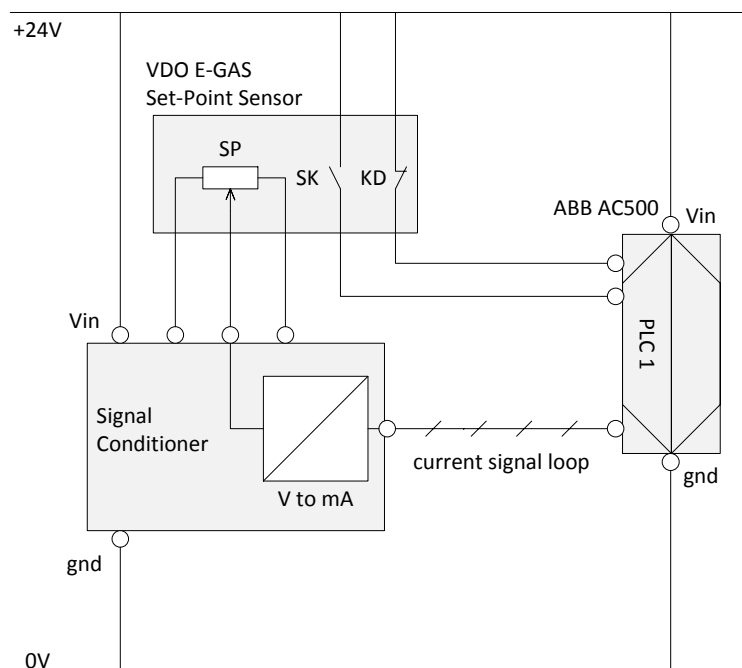 +24V
VDO E-GAS
Set-Point Sensor
SP
SK
KD
ABB AC500
Vin
Vin
PLC 1
Signal
Conditioner
V to mA
current signal loop
gnd
gnd
0V